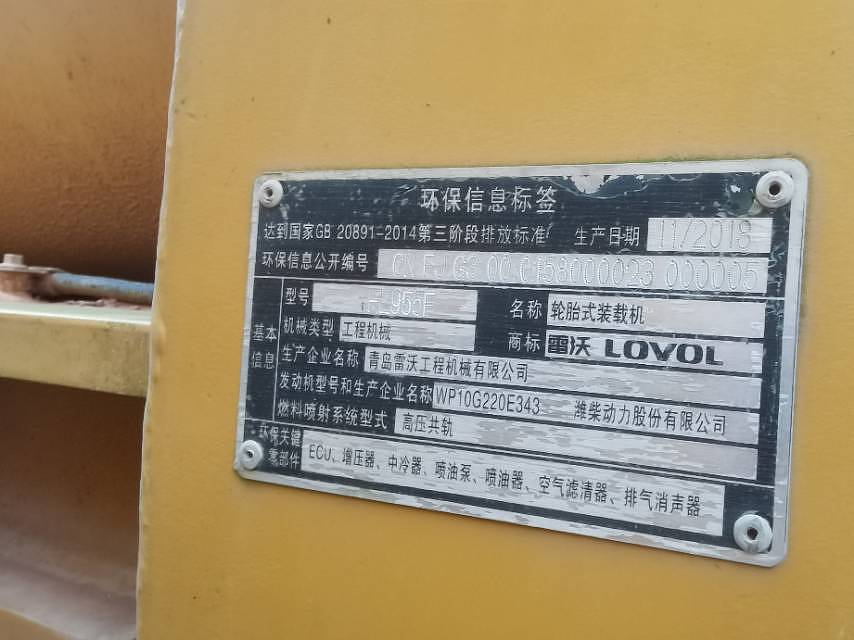 环保信息标签
达到国家GB 20891-2014第三阶段排放标准 生产日期 11/2018
环保信息公开编号 CN FJ G3 00 0158000023 000005
型号 FL955F 名称 轮胎式装载机
基本信息 机械类型 工程机械 商标 雷沃 LOVOL
生产企业名称 青岛雷沃工程机械有限公司
发动机型号和生产企业名称 WP10G220E343 潍柴动力股份有限公司
燃料喷射系统型式 高压共轨
环保关键零部件 ECU、增压器、中冷器、喷油泵、喷油器、空气滤清器、排气消声器